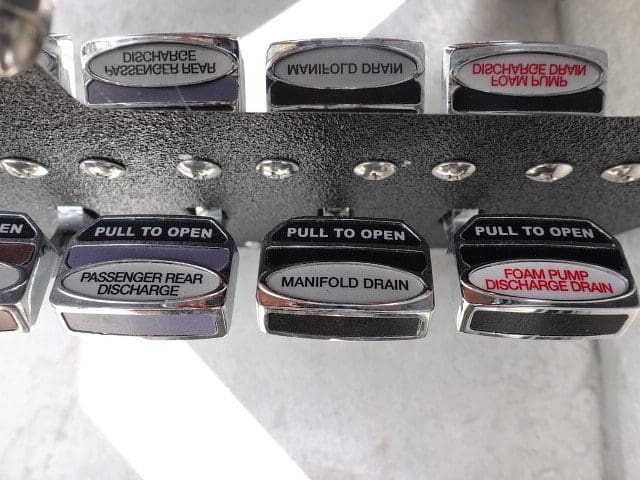 PASSENGER REAR
DISCHARGE
MANIFOLD DRAIN
FOAM PUMP
DISCHARGE DRAIN
EN
PULL TO OPEN
PASSENGER REAR
DISCHARGE
PULL TO OPEN
MANIFOLD DRAIN
PULL TO OPEN
FOAM PUMP
DISCHARGE DRAIN